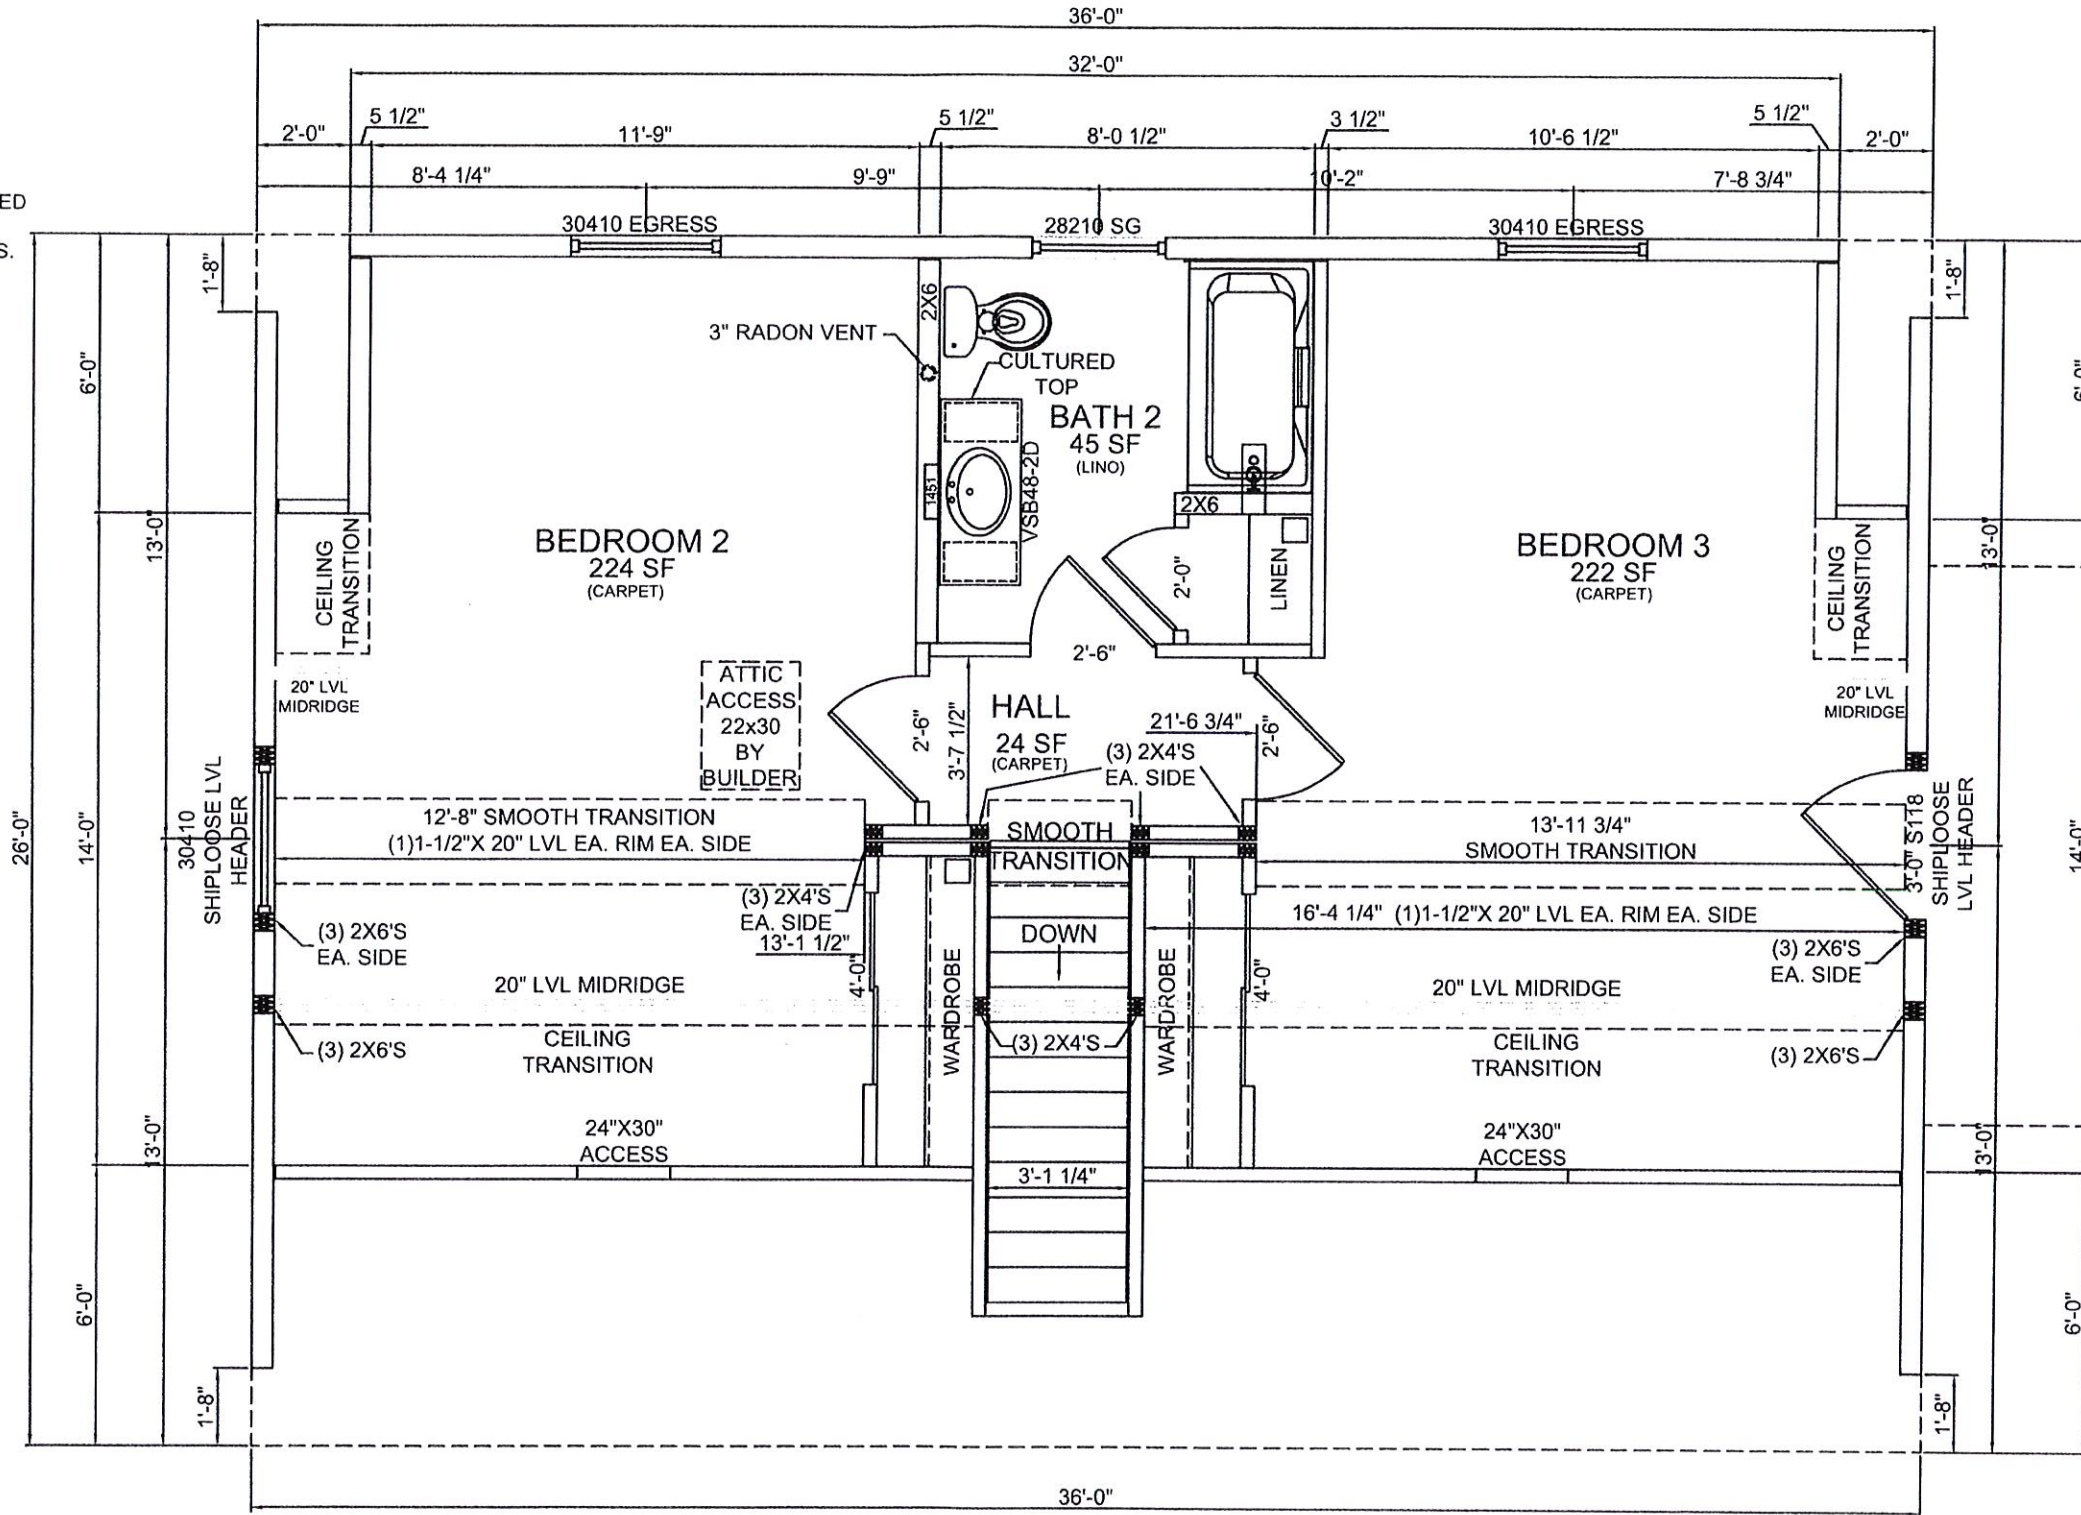 36'-0"
32'-0"
5 1/2"
5 1/2"
3 1/2"
5 1/2"
2'-0"
11'-9"
8'-0 1/2"
10'-6 1/2"
2'-0"
8'-4 1/4"
9'-9"
10'-2"
7'-8 3/4"
ED
S.
30410 EGRESS
28210 SG
30410 EGRESS
1'-8"
1'-8"
2X6
3" RADON VENT
CULTURED
TOP
6'-0"
6'-0"
BATH 2
45 SF
(LINO)
VSB48-2D
1451
2X6
BEDROOM 2
224 SF
(CARPET)
BEDROOM 3
222 SF
(CARPET)
13'-0"
13'-0"
CEILING
TRANSITION
CEILING
TRANSITION
2'-0"
LINEN
2'-6"
20" LVL
MIDRIDGE
20" LVL
MIDRIDGE
ATTIC
ACCESS
22x30
BY
BUILDER
2'-6"
3'-7 1/2"
HALL
24 SF
(CARPET)
21'-6 3/4"
2'-6"
(3) 2X4'S
EA. SIDE
26'-0"
14'-0"
14'-0"
30410
SHIPLOOSE LVL
HEADER
3'-0" S118
SHIPLOOSE
LVL HEADER
12'-8" SMOOTH TRANSITION
(1)1-1/2"X 20" LVL EA. RIM EA. SIDE
SMOOTH
TRANSITION
13'-11 3/4"
SMOOTH TRANSITION
(3) 2X4'S
EA. SIDE
13'-1 1/2"
16'-4 1/4" (1)1-1/2"X 20" LVL EA. RIM EA. SIDE
(3) 2X6'S
EA. SIDE
DOWN
(3) 2X6'S
EA. SIDE
4'-0"
WARDROBE
WARDROBE
4'-0"
20" LVL MIDRIDGE
20" LVL MIDRIDGE
(3) 2X6'S
CEILING
TRANSITION
(3) 2X4'S
CEILING
TRANSITION
(3) 2X6'S
13'-0"
13'-0"
24"X30"
ACCESS
24"X30"
ACCESS
3'-1 1/4"
6'-0"
6'-0"
1'-8"
1'-8"
36'-0"